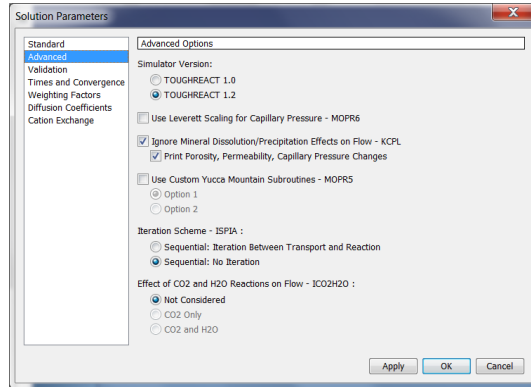 Solution Parameters
Standard
Advanced
Validation
Times and Convergence
Weighting Factors
Diffusion Coefficients
Cation Exchange
Advanced Options
Simulator Version:
TOUGHREACT 1.0
TOUGHREACT 1.2
Use Leverett Scaling for Capillary Pressure - MOPR6
Ignore Mineral Dissolution/Precipitation Effects on Flow - KCPL
Print Porosity, Permeability, Capillary Pressure Changes
Use Custom Yucca Mountain Subroutines - MOPR5
Option 1
Option 2
Iteration Scheme - ISPIA :
Sequential: Iteration Between Transport and Reaction
Sequential: No Iteration
Effect of CO2 and H2O Reactions on Flow - ICO2H2O :
Not Considered
CO2 Only
CO2 and H2O
Apply OK Cancel